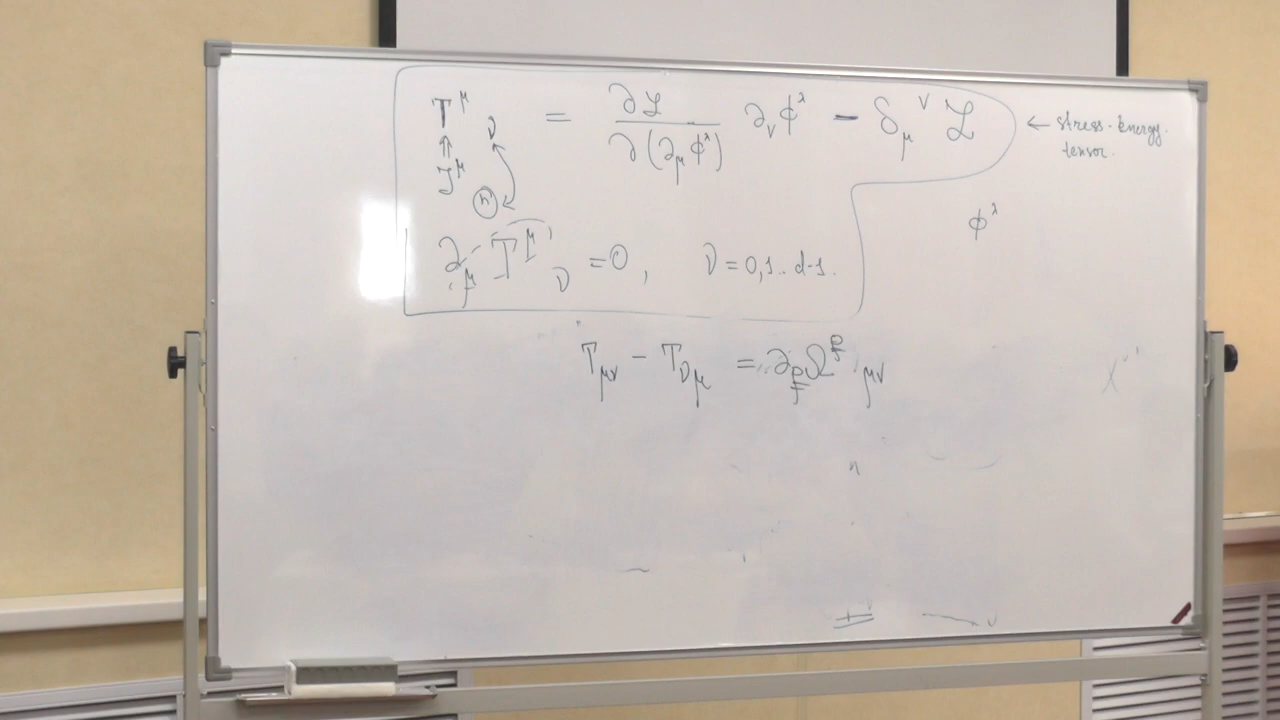 T^μ_ν = ∂ℒ / ∂(∂_μ ϕ^λ) ∂_ν ϕ^λ − δ_μ^ν ℒ ← stress-energy
tensor.
⇑
J^μ
ϕ^λ
∂_μ T^μ_ν = 0, ν = 0,1.. d-1.
T_μν − T_νμ = ∂_ρ Ω^ρ_μν